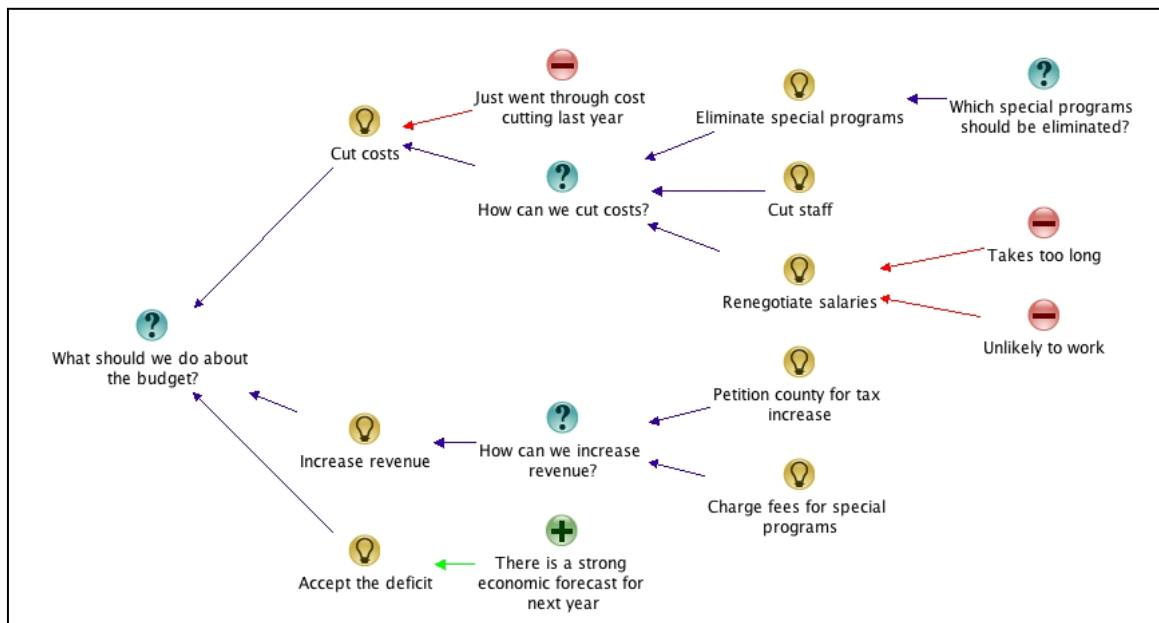 Just went through cost
cutting last year
Eliminate special programs
Which special programs
should be eliminated?
Cut costs
How can we cut costs?
Cut staff
Takes too long
Renegotiate salaries
Unlikely to work
What should we do about
the budget?
Petition county for tax
increase
Increase revenue
How can we increase
revenue?
Charge fees for special
programs
Accept the deficit
There is a strong
economic forecast for
next year